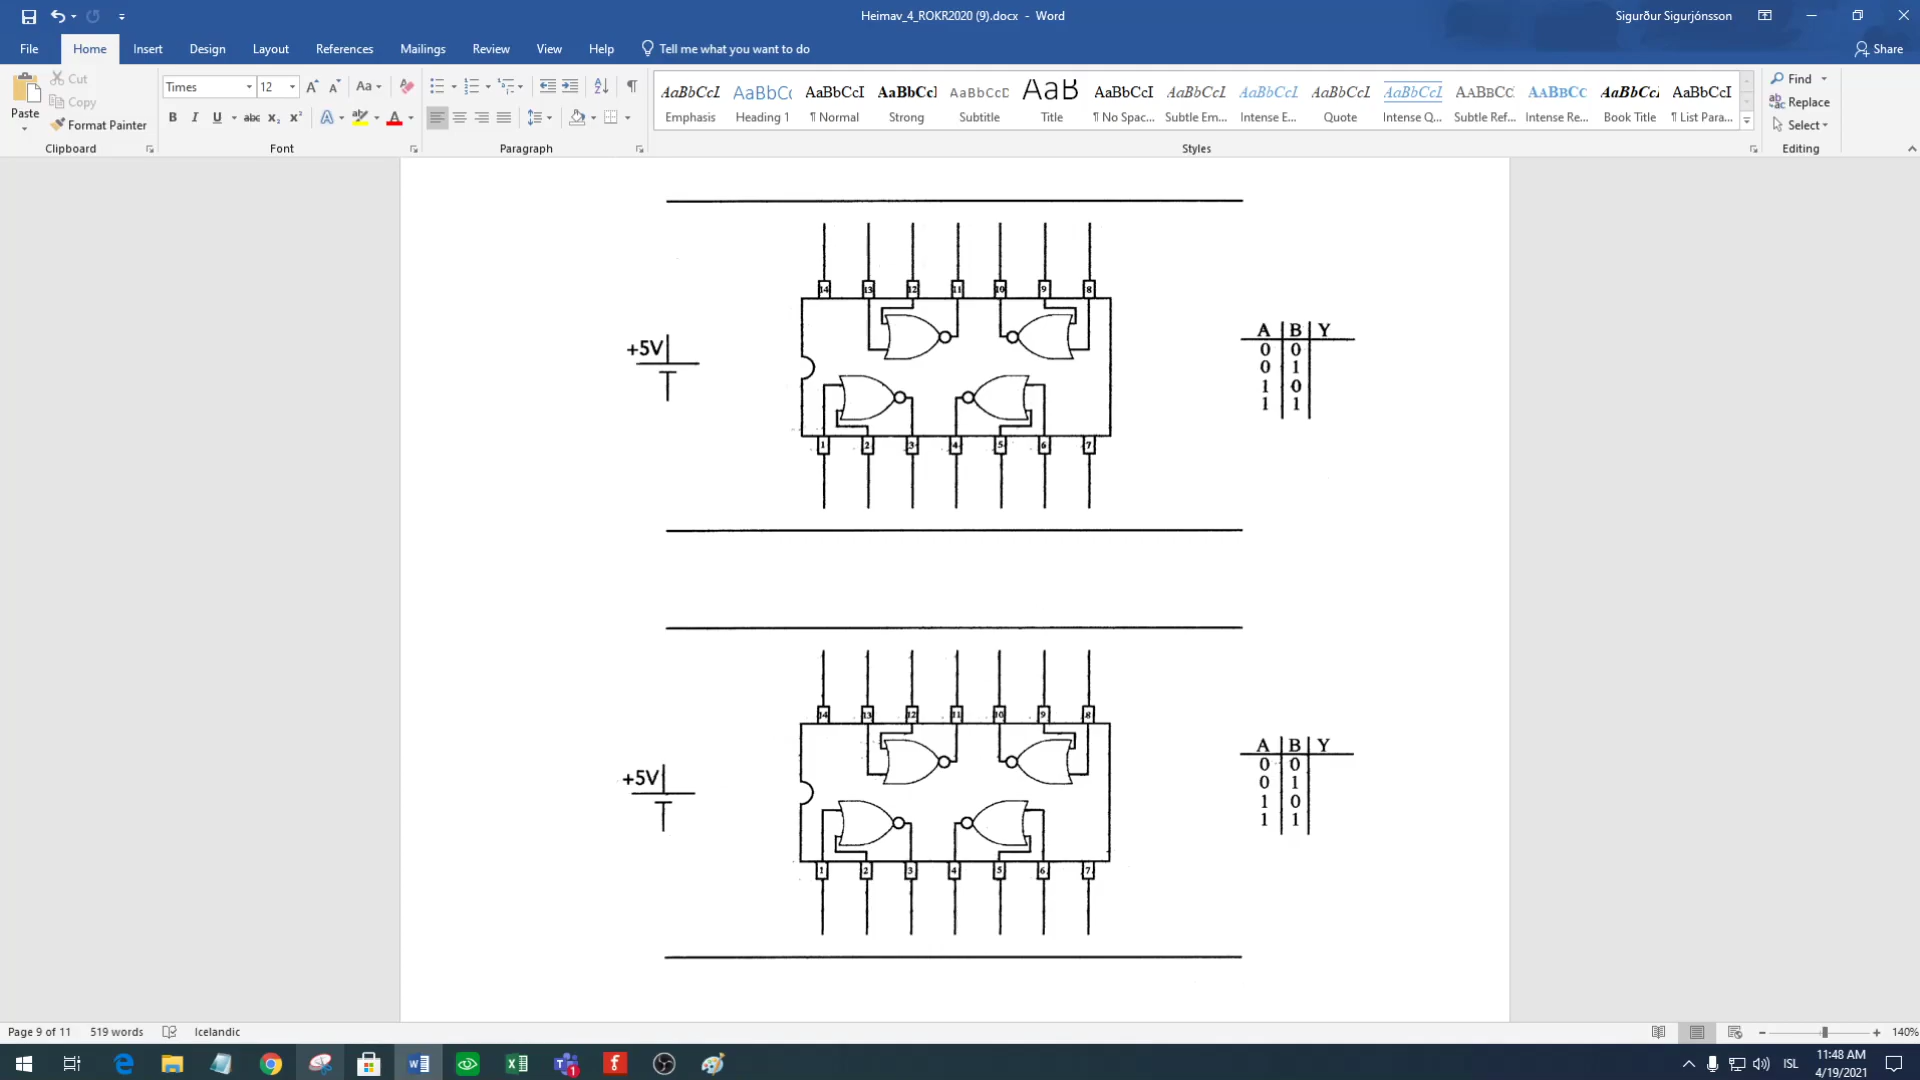 Heimav_4_ROKR2020 (9).docx - Word
Sigurður Sigurjónsson
File Home Insert Design Layout References Mailings Review View Help Tell me what you want to do
Share
Paste
Cut
Copy
Format Painter
Clipboard
Times 12
Aa
B I U abc x₂ x²
A
A
Font
Paragraph
AaBbCcI AaBbCc AaBbCcI AaBbCcI AaBbCcD AaB AaBbCcI AaBbCcI AaBbCcI AaBbCcI AaBbCcI AABBCC AABBCC AaBbCcI AaBbCcI
Emphasis Heading 1 ¶ Normal Strong Subtitle Title ¶ No Spac... Subtle Em... Intense E... Quote Intense Q... Subtle Ref... Intense Re... Book Title ¶ List Para...
Styles
Find
Replace
Select
Editing
14 13 12 11 10 9 8
+5V
1 2 3 4 5 6 7
A B Y
0 0
0 1
1 0
1 1
14 13 12 11 10 9 8
+5V
1 2 3 4 5 6 7
A B Y
0 0
0 1
1 0
1 1
Page 9 of 11 519 words Icelandic
140%
ISL
11:48 AM
4/19/2021